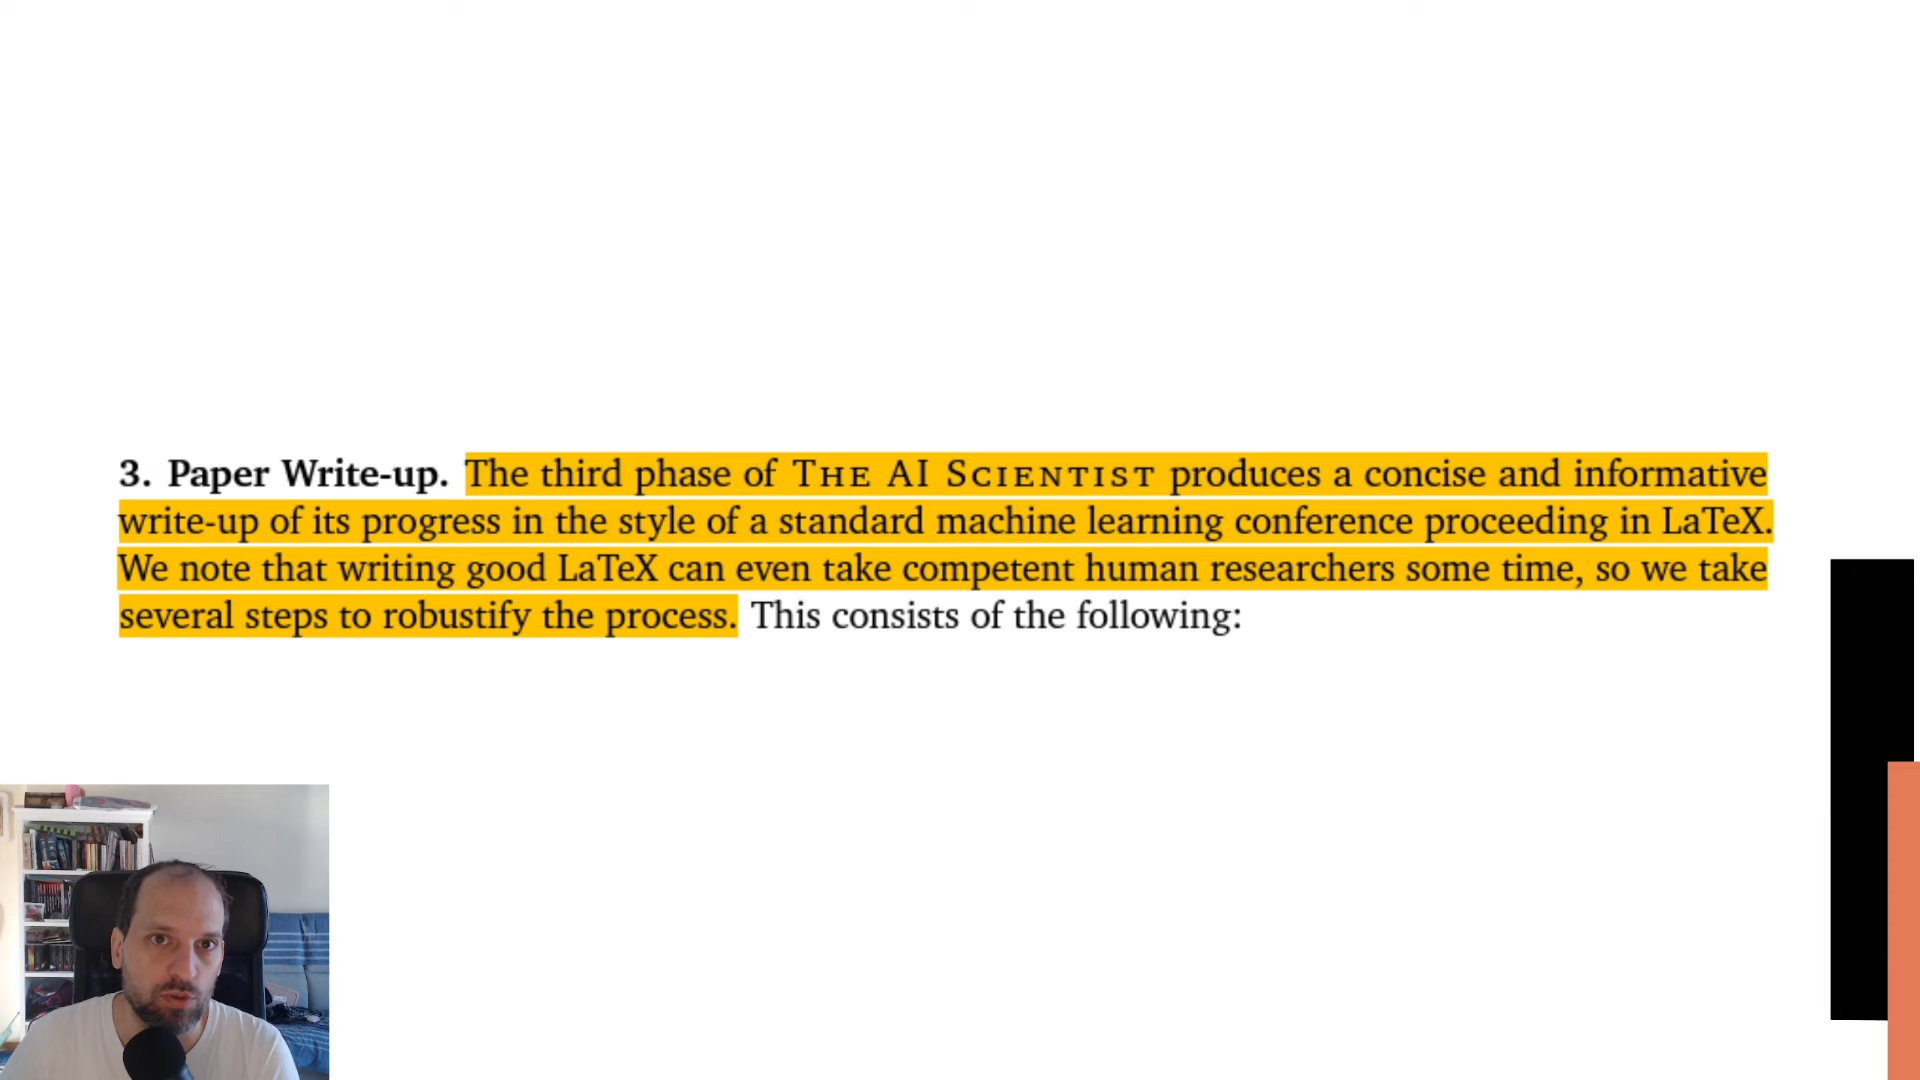 3. Paper Write-up. The third phase of THE AI SCIENTIST produces a concise and informative
write-up of its progress in the style of a standard machine learning conference proceeding in LaTeX.
We note that writing good LaTeX can even take competent human researchers some time, so we take
several steps to robustify the process. This consists of the following: